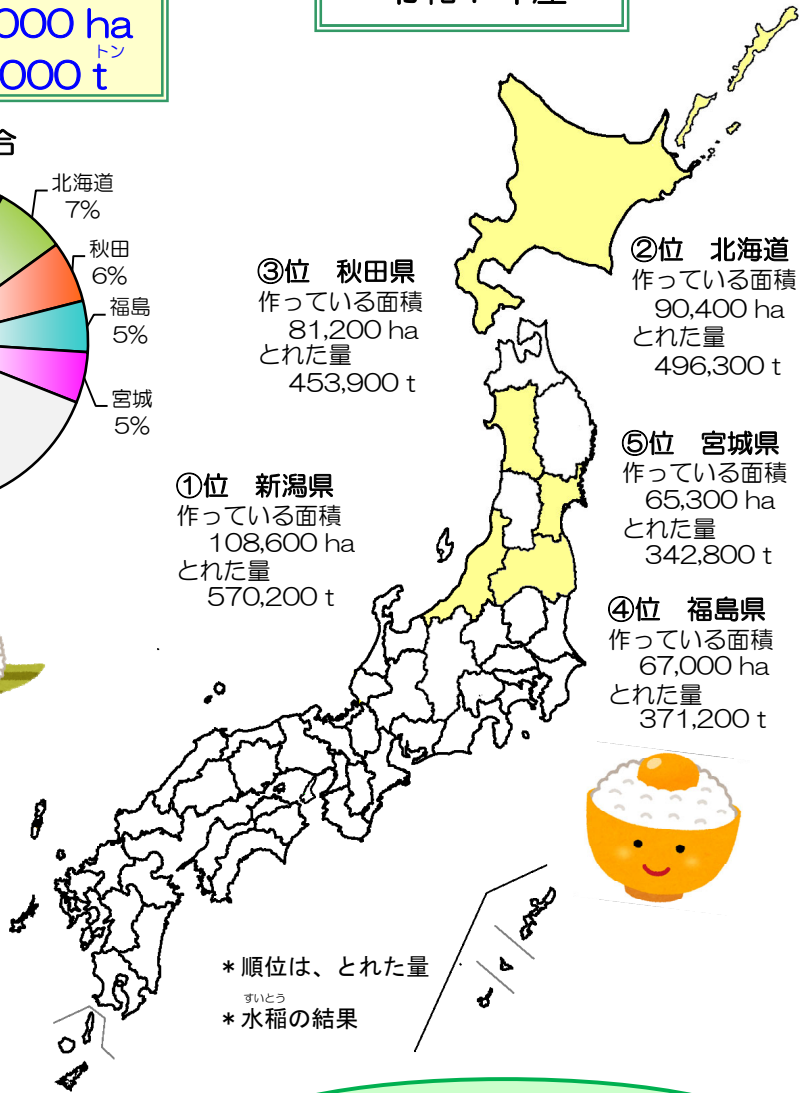 000 ha
トン
000 t
合
北海道
7%
秋田
6%
福島
5%
宮城
5%
③位　秋田県
作っている面積
81,200 ha
とれた量
453,900 t
②位　北海道
作っている面積
90,400 ha
とれた量
496,300 t
①位　新潟県
作っている面積
108,600 ha
とれた量
570,200 t
⑤位　宮城県
作っている面積
65,300 ha
とれた量
342,800 t
④位　福島県
作っている面積
67,000 ha
とれた量
371,200 t
＊順位は、とれた量
すいとう
＊水稲の結果